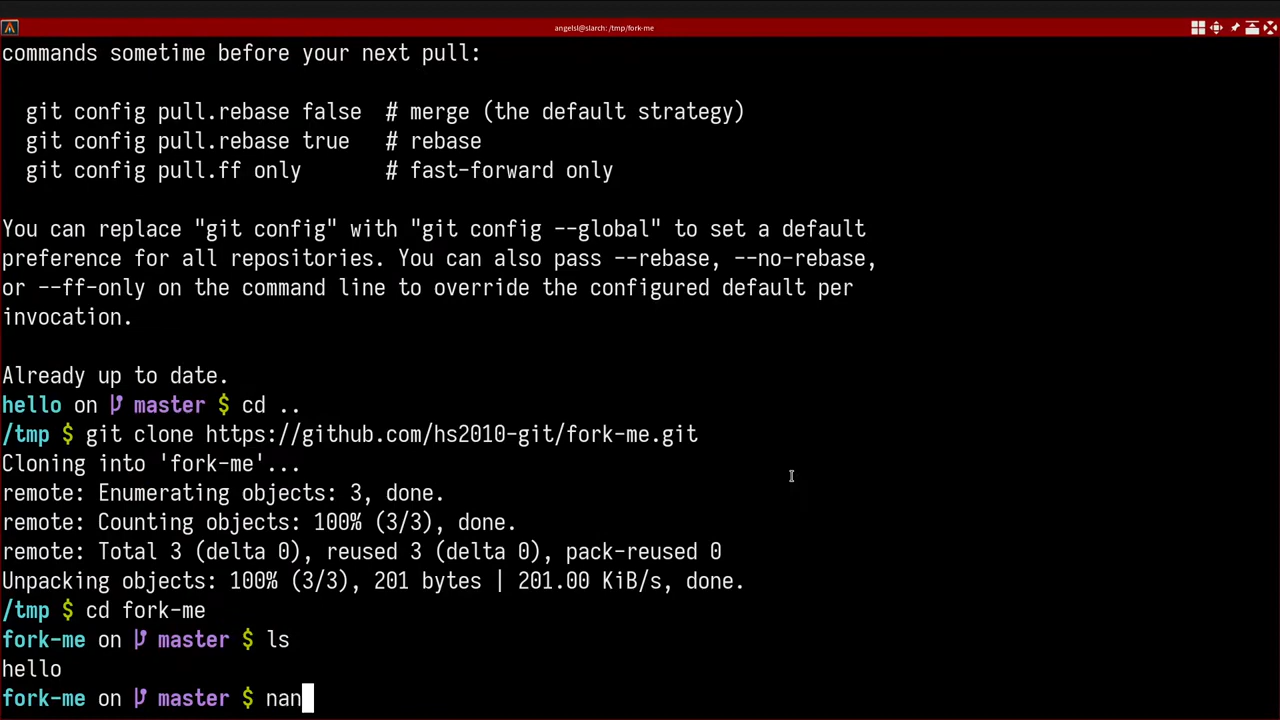 angelsl@slarch: /tmp/fork-me
commands sometime before your next pull:
git config pull.rebase false # merge (the default strategy)
git config pull.rebase true # rebase
git config pull.ff only # fast-forward only
You can replace "git config" with "git config --global" to set a default
preference for all repositories. You can also pass --rebase, --no-rebase,
or --ff-only on the command line to override the configured default per
invocation.
Already up to date.
hello on master $ cd ..
/tmp $ git clone https://github.com/hs2010-git/fork-me.git
Cloning into 'fork-me'...
remote: Enumerating objects: 3, done.
remote: Counting objects: 100% (3/3), done.
remote: Total 3 (delta 0), reused 3 (delta 0), pack-reused 0
Unpacking objects: 100% (3/3), 201 bytes | 201.00 KiB/s, done.
/tmp $ cd fork-me
fork-me on master $ ls
hello
fork-me on master $ nan